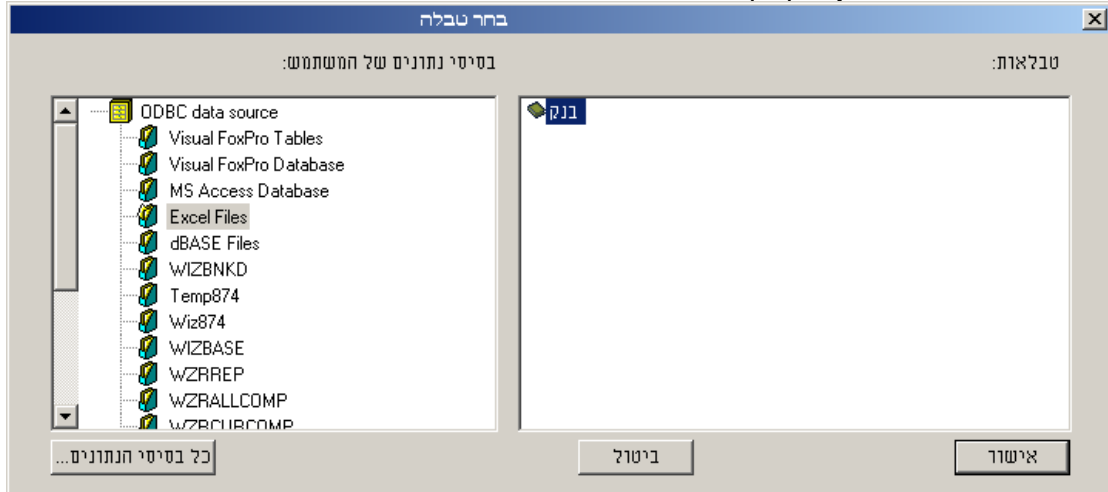 בחר טבלה
טבלאות:
בסיסי נתונים של המשתמש:
בנק
ODBC data source
Visual FoxPro Tables
Visual FoxPro Database
MS Access Database
Excel Files
dBASE Files
WIZBNKD
Temp874
Wiz874
WIZBASE
WZRREP
WZRALLCOMP
WZRCURCOMP
אישור
ביטול
כל בסיסי הנתונים...